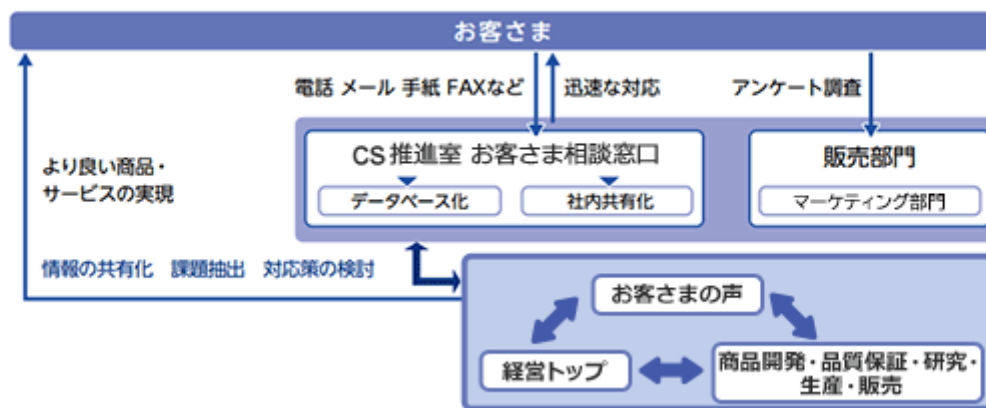 お客さま
電話 メール 手紙 FAXなど
迅速な対応
アンケート調査
CS推進室 お客さま相談窓口
データベース化
社内共有化
販売部門
マーケティング部門
より良い商品・
サービスの実現
情報の共有化 課題抽出 対応策の検討
お客さまの声
経営トップ
商品開発・品質保証・研究・
生産・販売